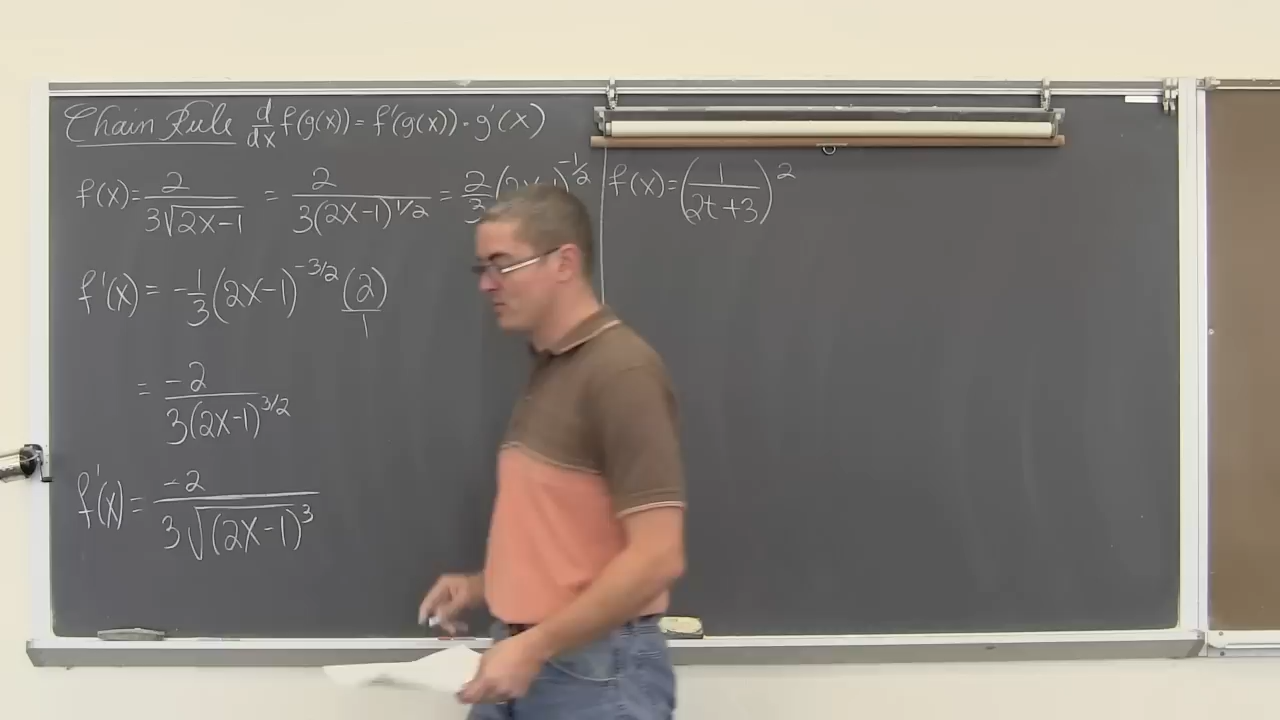 Chain Rule d/dx f(g(x)) = f'(g(x)) · g'(x)
f(x) = 2/(3√(2x-1)) = 2/(3(2x-1)^(1/2)) = 2/3 (2x-1)^(-1/2)
f'(x) = -1/3 (2x-1)^(-3/2) (2)/1
= -2/(3(2x-1)^(3/2))
f'(x) = -2/(3√((2x-1)^3))
f(x) = (1/(2t+3))^2